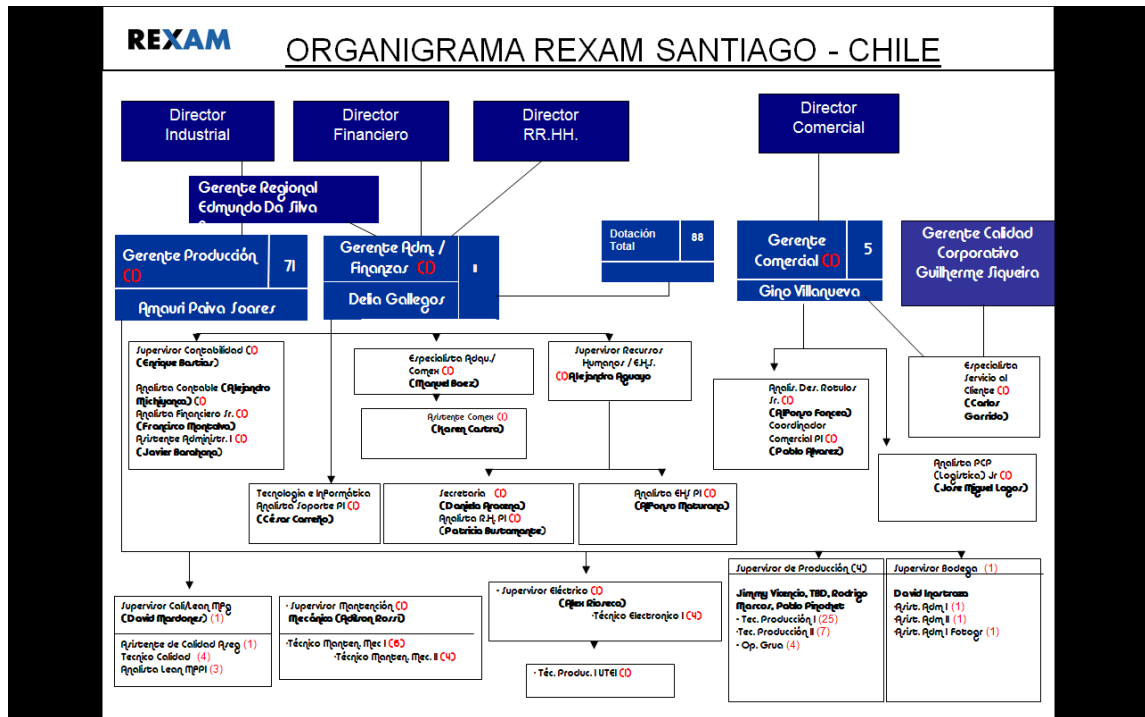 REXAM
ORGANIGRAMA REXAM SANTIAGO - CHILE
Director
Industrial
Director
Financiero
Director
RR.HH.
Director
Comercial
Gerente Regional
Edmundo Da Silva
Gerente Producción
(1)
71
Amauri Paiva Soares
Gerente Adm. /
Finanzas (1)
11
Delia Gallegos
Dotación
Total
88
Gerente
Comercial (1)
5
Gino Villanueva
Gerente Calidad
Corporativo
Guilherme Siqueira
Supervisor Contabilidad (1)
(Enrique Bastias)
Analista Contable (Alejandro
Michiyanca) (1)
Analista Financiero Sr. (1)
(Francisco Montalva)
Asistente Administr. I (1)
(Javier Barahona)
Especialista Adqu./
Comex (1)
(Manuel Baez)
Asistente Comex (1)
(Karen Castro)
Supervisor Recursos
Humanos / E.H.S.
(1)Alejandra Aguayo
Analis. Des. Rotulos
Sr. (1)
(Alfonso Foncea)
Coordinador
Comercial Pl (1)
(Pablo Alvarez)
Especialista
Servicio al
Cliente (1)
(Carlos
Garrido)
Analista PCP
(Logística) Jr (1)
(Jose Miguel Lagos)
Tecnologia e Informática
Analista Soporte Pl (1)
(César Carreño)
Secretaria (1)
(Daniela Aracena)
Analista R.H. Pl (1)
(Patricia Bustamante)
Analista EHS Pl (1)
(Alfonso Maturana)
Supervisor Cali/Lean Mfg
(David Mardones) (1)
Asistente de Calidad Aseg (1)
Tecnico Calidad (4)
Analista Lean MFPl (3)
· Supervisor Mantención (1)
Mecánica (Adilson Rossi)
·Técnico Manten. Mec I (6)
·Técnico Manten. Mec. II (4)
· Supervisor Eléctrico (1)
(Alex Rioseco)
·Técnico Electronico I (4)
· Téc. Produc. I UTEI (1)
Supervisor de Producción (4)
Jimmy Vicencio, TBD, Rodrigo
Marcos, Pablo Pinochet
- Tec. Producción I (25)
-Tec. Producción II (7)
- Op. Grua (4)
Supervisor Bodega (1)
David Inostroza
-Asist. Adm I (1)
-Asist. Adm II (1)
-Asist. Adm I Fotogr (1)